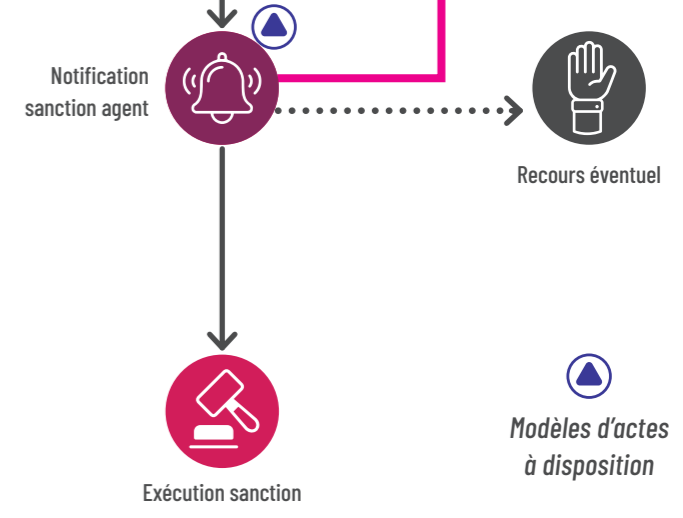 Notification
sanction agent
Recours éventuel
Modèles d'actes
à disposition
Exécution sanction